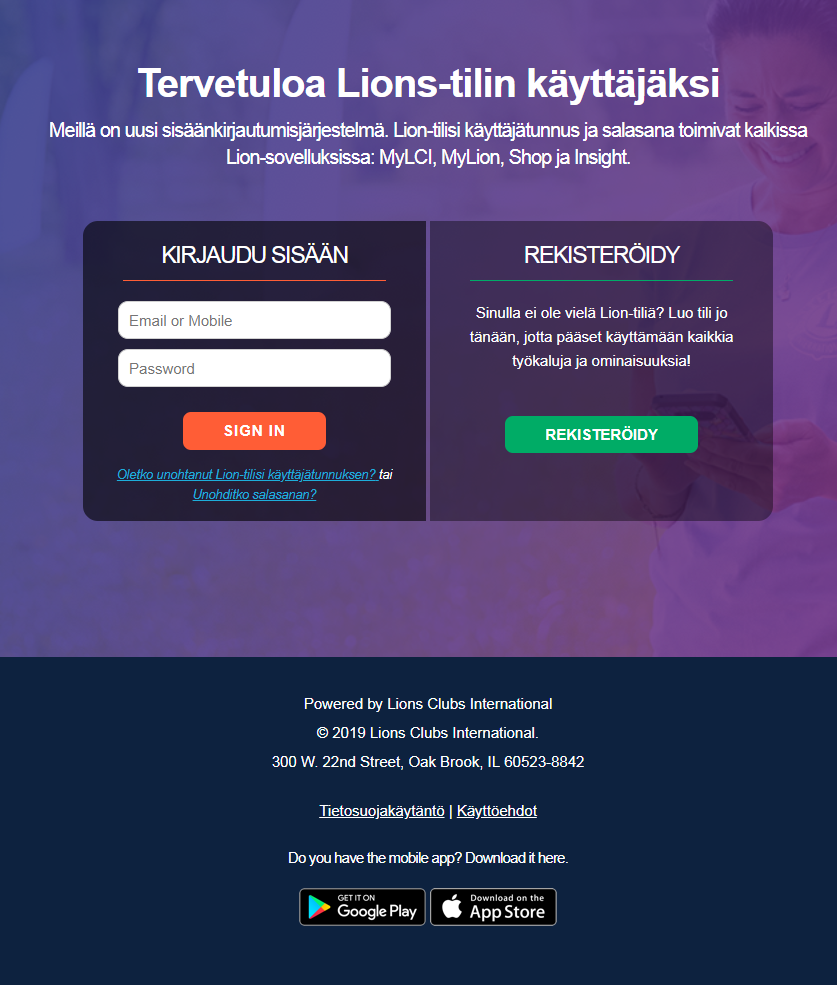 Tervetuloa Lions-tilin käyttäjäksi
Meillä on uusi sisäänkirjautumisjärjestelmä. Lion-tilisi käyttäjätunnus ja salasana toimivat kaikissa
Lion-sovelluksissa: MyLCI, MyLion, Shop ja Insight.
KIRJAUDU SISÄÄN
Email or Mobile
Password
SIGN IN
Oletko unohtanut Lion-tilisi käyttäjätunnuksen? tai
Unohditko salasanan?
REKISTERÖIDY
Sinulla ei ole vielä Lion-tiliä? Luo tili jo
tänään, jotta pääset käyttämään kaikkia
työkaluja ja ominaisuuksia!
REKISTERÖIDY
Powered by Lions Clubs International
© 2019 Lions Clubs International.
300 W. 22nd Street, Oak Brook, IL 60523-8842
Tietosuojakäytäntö | Käyttöehdot
Do you have the mobile app? Download it here.
GET IT ON
Google Play
Download on the
App Store